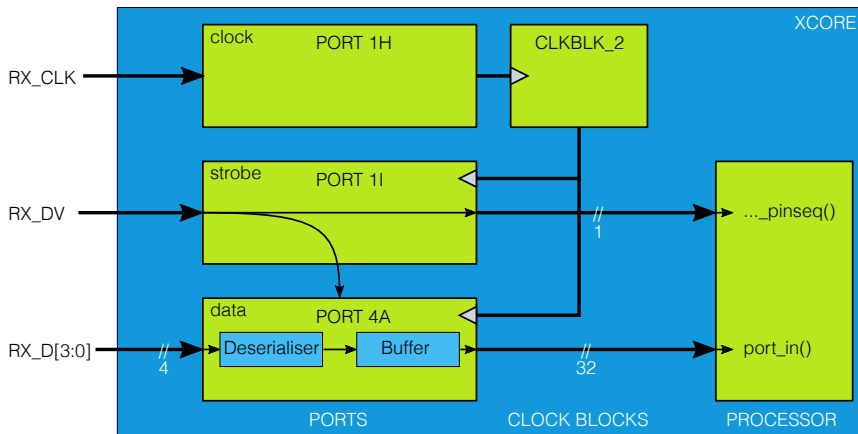 XCORE
clock
PORT 1H
CLKBLK_2
RX_CLK
strobe
PORT 1I
RX_DV
//
1
..._pinseq()
data
PORT 4A
RX_D[3:0]
//
4
Deserialiser
Buffer
//
32
port_in()
PORTS
CLOCK BLOCKS
PROCESSOR